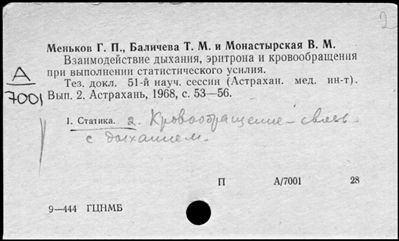 2
Меньков Г. П., Баличева Т. М. и Монастырская В. М.
Взаимодействие дыхания, эритрона и кровообращения
при выполнении статистического усилия.
А
7001
Тез. докл. 51-й науч. сессии (Астрахан. мед. ин-т).
Вып. 2. Астрахань, 1968, с. 53—56.
1. Статика. 2. Кровообращение - связь
с дыханием.
П А/7001 28
9—444 ГЦНМБ